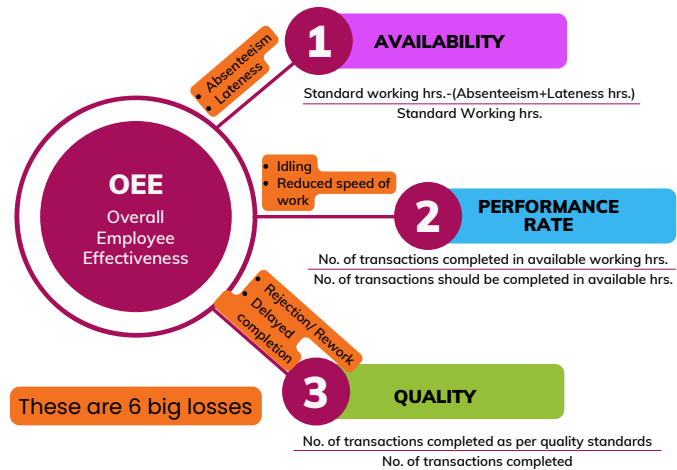 • Absenteeism
• Lateness
1
AVAILABILITY
Standard working hrs.-(Absenteeism+Lateness hrs.)
Standard Working hrs.
OEE
Overall
Employee
Effectiveness
• Idling
• Reduced speed of
work
2
PERFORMANCE
RATE
No. of transactions completed in available working hrs.
No. of transactions should be completed in available hrs.
• Rejection/ Rework
• Delayed
completion
3
QUALITY
No. of transactions completed as per quality standards
No. of transactions completed
These are 6 big losses